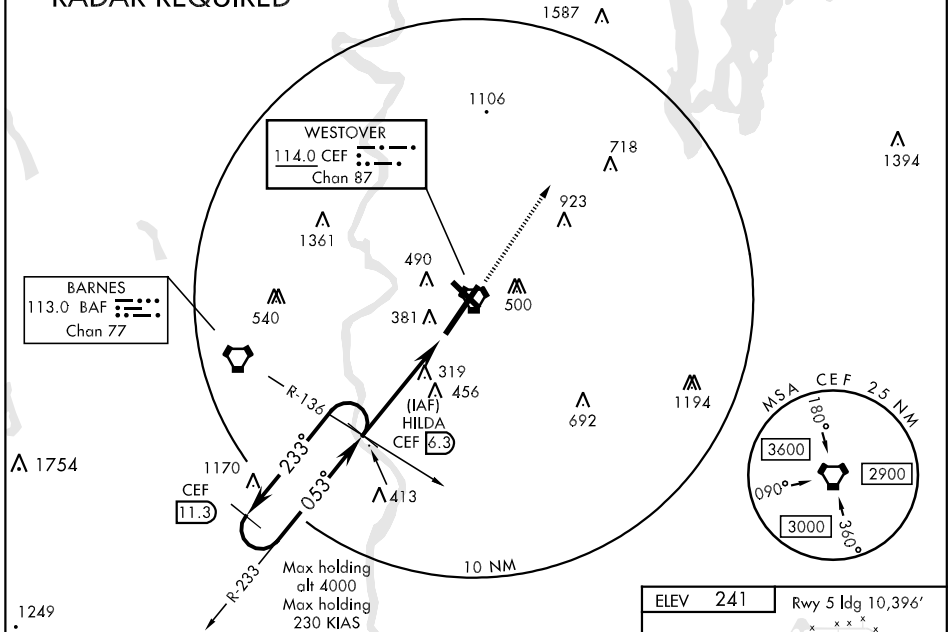 RADAR REQUIRED
1587
1106
WESTOVER
114.0 CEF
Chan 87
718
1394
923
1361
490
BARNES
113.0 BAF
Chan 77
540
500
381
319
R-136
456
(IAF)
HILDA
CEF 6.3
692
1194
MSA CEF 25 NM
180°
3600
2900
090°
3000
360°
1754
1170
233°
CEF
11.3
053°
413
R-233
10 NM
Max holding
alt 4000
Max holding
230 KIAS
1249
ELEV 241
Rwy 5 ldg 10,396'